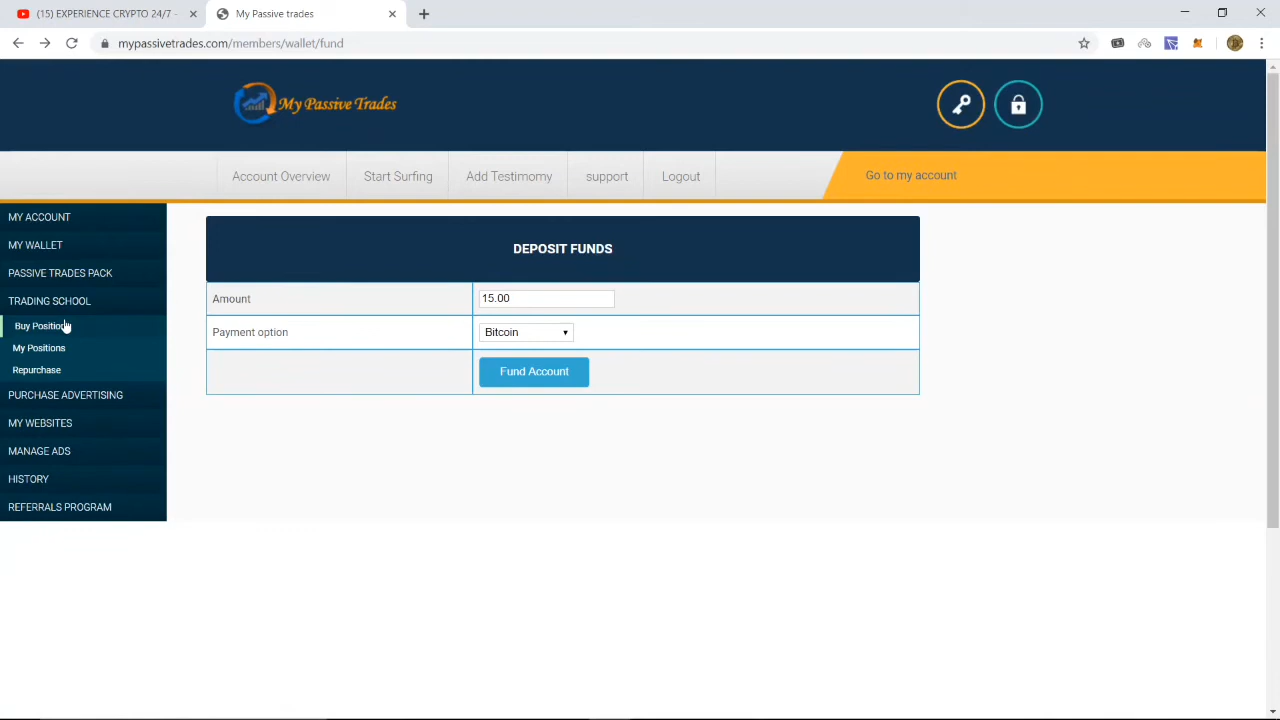 (15) EXPERIENCE CRYPTO 24/7 -
My Passive trades
mypassivetrades.com/members/wallet/fund
My Passive Trades
Account Overview
Start Surfing
Add Testimomy
support
Logout
Go to my account
MY ACCOUNT
MY WALLET
PASSIVE TRADES PACK
TRADING SCHOOL
Buy Position
My Positions
Repurchase
PURCHASE ADVERTISING
MY WEBSITES
MANAGE ADS
HISTORY
REFERRALS PROGRAM
DEPOSIT FUNDS
Amount
15.00
Payment option
Bitcoin
Fund Account